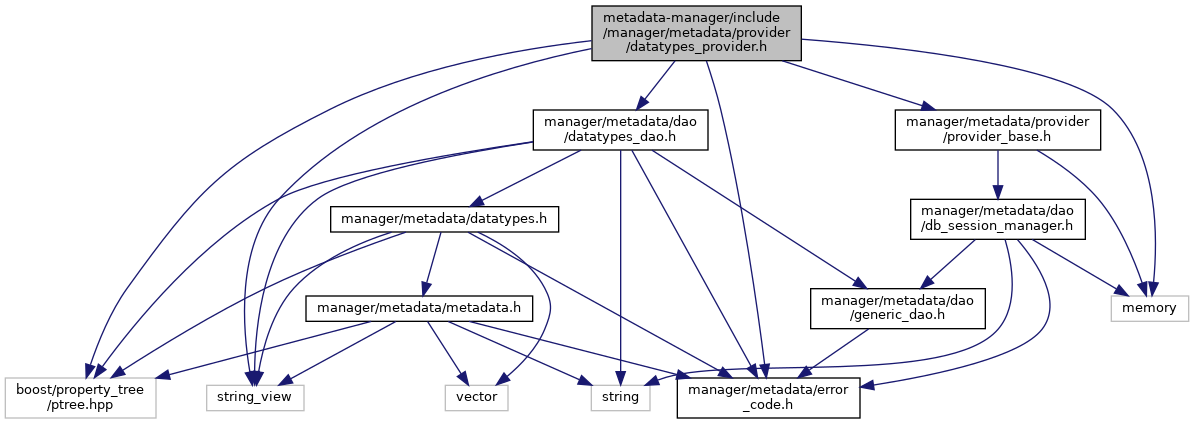 metadata-manager/include
/manager/metadata/provider
/datatypes_provider.h
manager/metadata/dao
/datatypes_dao.h
manager/metadata/provider
/provider_base.h
manager/metadata/datatypes.h
manager/metadata/dao
/db_session_manager.h
manager/metadata/metadata.h
manager/metadata/dao
/generic_dao.h
memory
boost/property_tree
/ptree.hpp
string_view
vector
string
manager/metadata/error
_code.h